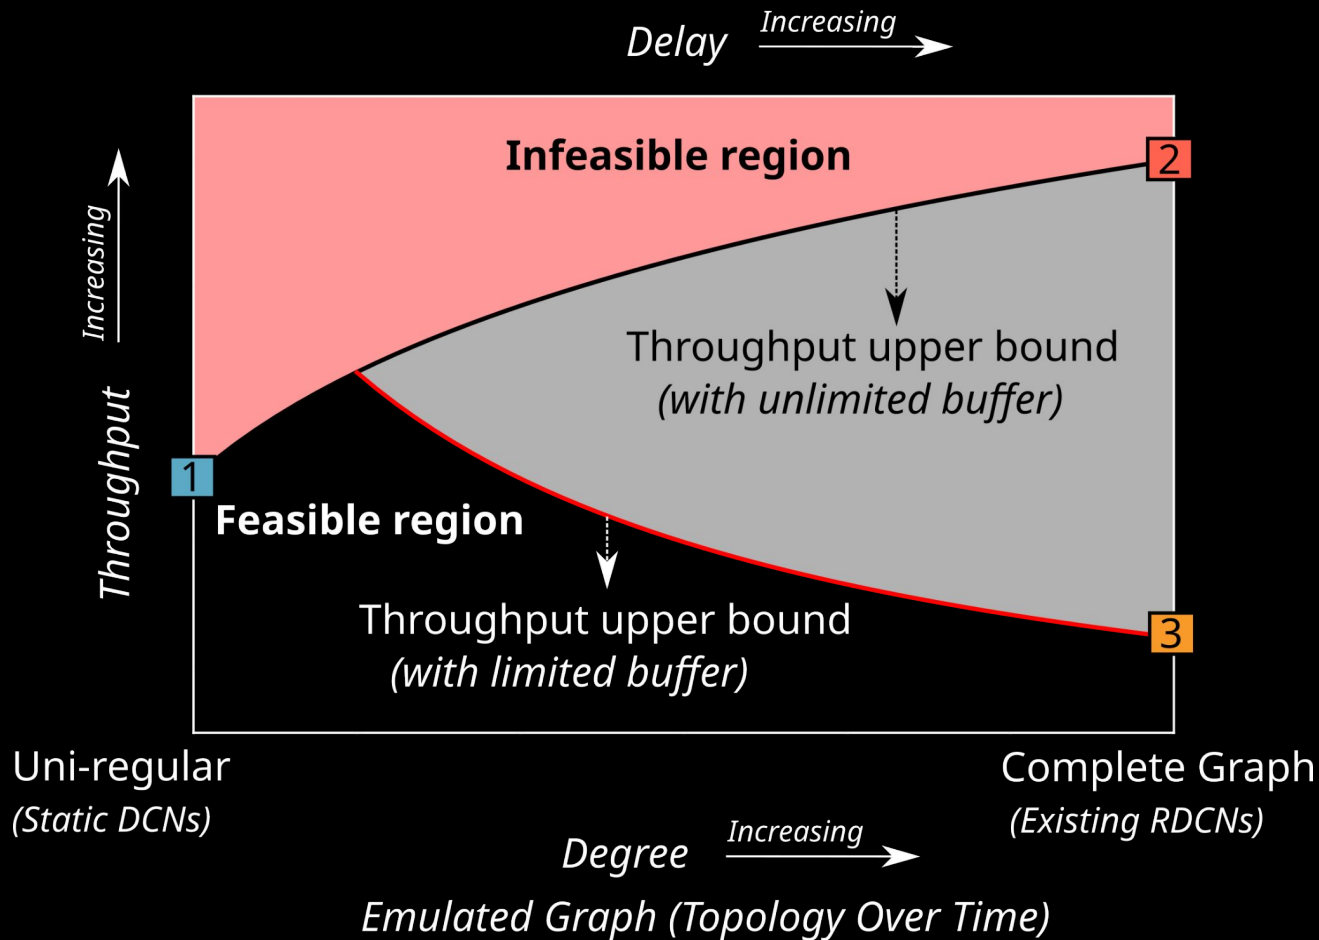 Delay
Increasing
Infeasible region
2
Increasing
Throughput
Throughput upper bound
(with unlimited buffer)
1
Feasible region
Throughput upper bound
(with limited buffer)
3
Uni-regular
(Static DCNs)
Complete Graph
(Existing RDCNs)
Degree
Increasing
Emulated Graph (Topology Over Time)